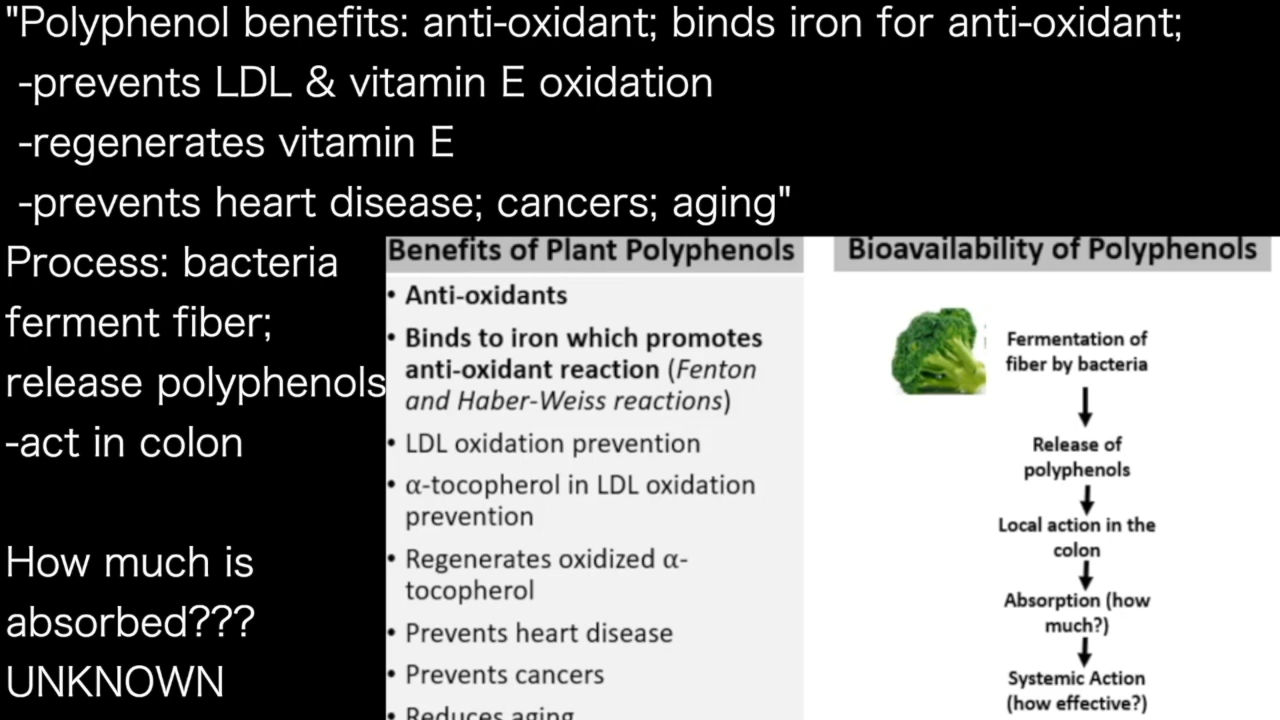 "Polyphenol benefits: anti-oxidant; binds iron for anti-oxidant;
-prevents LDL & vitamin E oxidation
-regenerates vitamin E
-prevents heart disease; cancers; aging"
Process: bacteria
ferment fiber;
release polyphenols
-act in colon
How much is
absorbed???
UNKNOWN
Benefits of Plant Polyphenols
• Anti-oxidants
• Binds to iron which promotes
anti-oxidant reaction (Fenton
and Haber-Weiss reactions)
• LDL oxidation prevention
• α-tocopherol in LDL oxidation
prevention
• Regenerates oxidized α-
tocopherol
• Prevents heart disease
• Prevents cancers
• Reduces aging
Bioavailability of Polyphenols
Fermentation of
fiber by bacteria
Release of
polyphenols
Local action in the
colon
Absorption (how
much?)
Systemic Action
(how effective?)